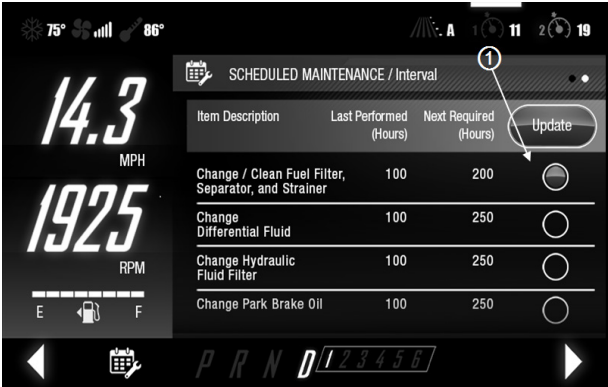 75° 86° A 1 11 2 19
1
SCHEDULED MAINTENANCE / Interval
14.3
MPH
1925
RPM
E F
Item Description Last Performed (Hours) Next Required (Hours) Update
Change / Clean Fuel Filter, Separator, and Strainer 100 200
Change Differential Fluid 100 250
Change Hydraulic Fluid Filter 100 250
Change Park Brake Oil 100 250
P R N D 1 2 3 4 5 6